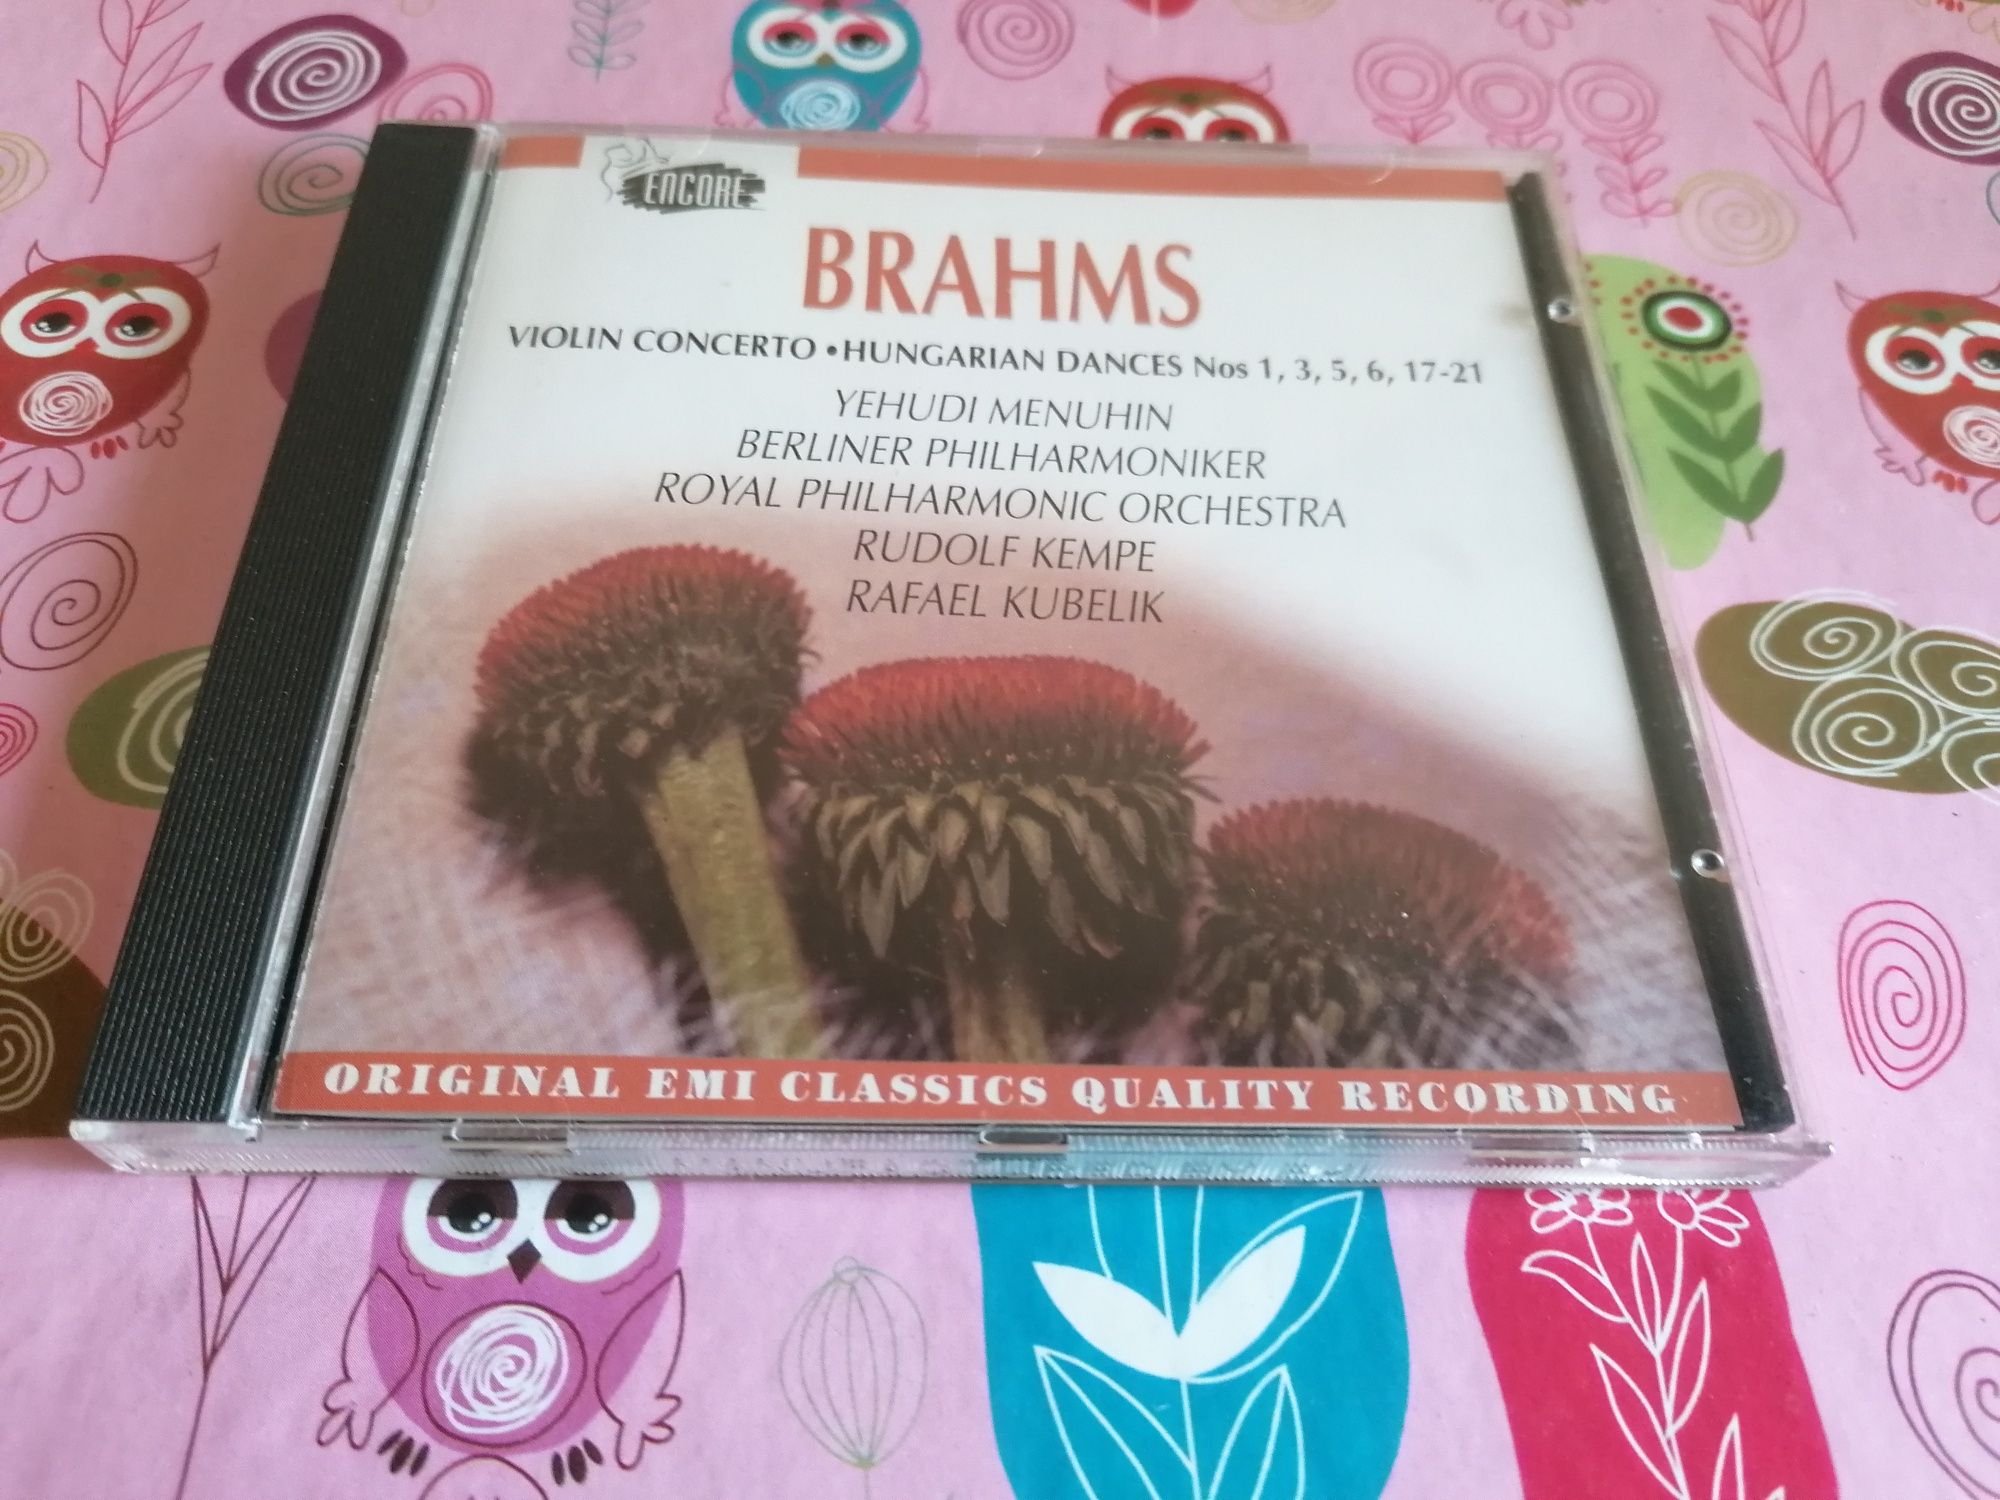 ENCORE
BRAHMS
VIOLIN CONCERTO • HUNGARIAN DANCES Nos 1, 3, 5, 6, 17-21
YEHUDI MENUHIN
BERLINER PHILHARMONIKER
ROYAL PHILHARMONIC ORCHESTRA
RUDOLF KEMPE
RAFAEL KUBELIK
ORIGINAL EMI CLASSICS QUALITY RECORDING